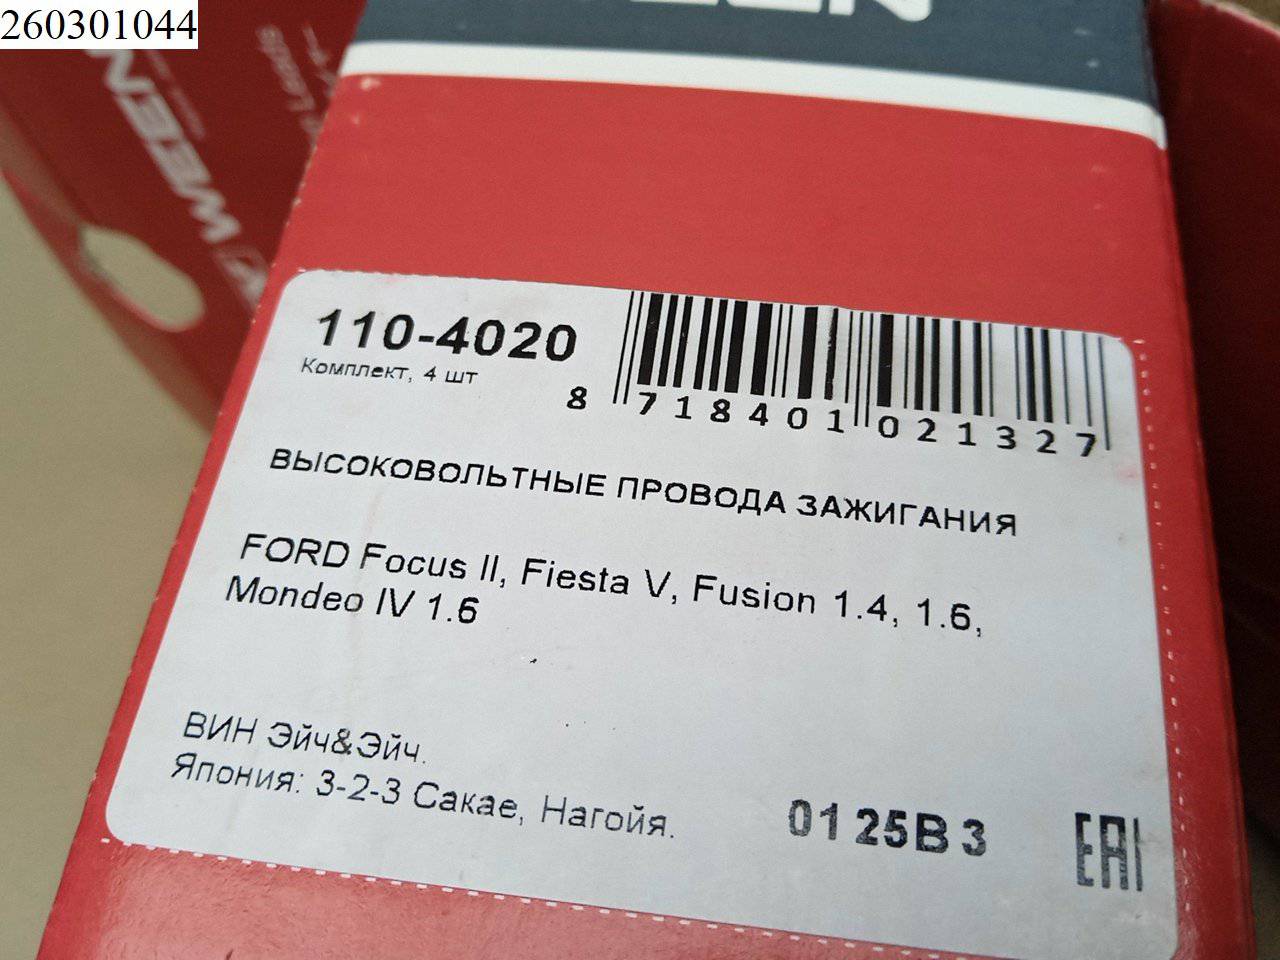 260301044
WEEN
Leads
110-4020
Комплект, 4 шт
8 718401 021327
ВЫСОКОВОЛЬТНЫЕ ПРОВОДА ЗАЖИГАНИЯ
FORD Focus II, Fiesta V, Fusion 1.4, 1.6,
Mondeo IV 1.6
ВИН Эйч&Эйч.
Япония: 3-2-3 Сакае, Нагойя.
01 25B 3
EAC